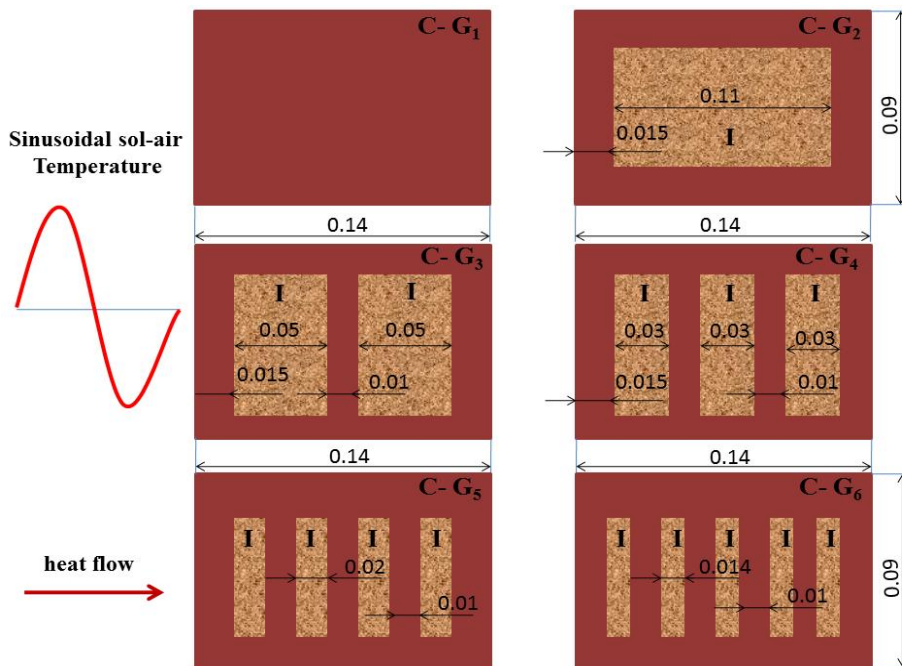 C- G₁
C- G₂
0.11
0.015
I
0.09
Sinusoidal sol-air
Temperature
0.14
0.14
C- G₃
I
I
0.05
0.05
0.015
0.01
C- G₄
I
I
I
0.03
0.03
0.03
0.015
0.01
0.14
0.14
heat flow
C- G₅
I
I
I
I
0.02
0.01
C- G₆
I
I
I
I
I
0.014
0.01
0.09